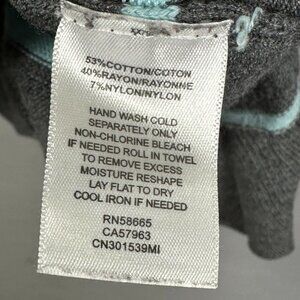 53%COTTON/COTON
40%RAYON/RAYONNE
7%NYLON/NYLON
HAND WASH COLD
SEPARATELY ONLY
NON-CHLORINE BLEACH
IF NEEDED ROLL IN TOWEL
TO REMOVE EXCESS
MOISTURE RESHAPE
LAY FLAT TO DRY
COOL IRON IF NEEDED
RN58665
CA57963
CN301539MI